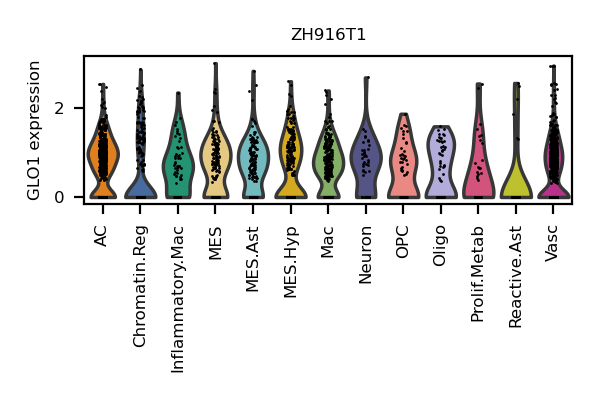 ZH916T1
GLO1 expression
2
0
AC
Chromatin.Reg
Inflammatory.Mac
MES
MES.Ast
MES.Hyp
Mac
Neuron
OPC
Oligo
Prolif.Metab
Reactive.Ast
Vasc